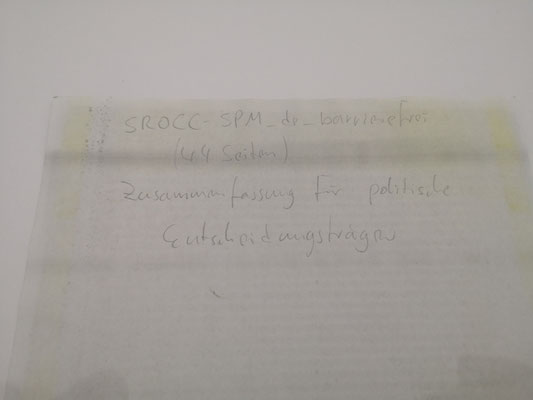 SROCC-SPM_de_barrierefrei
(44 Seiten)
Zusammenfassung für politische
Entscheidungsträger